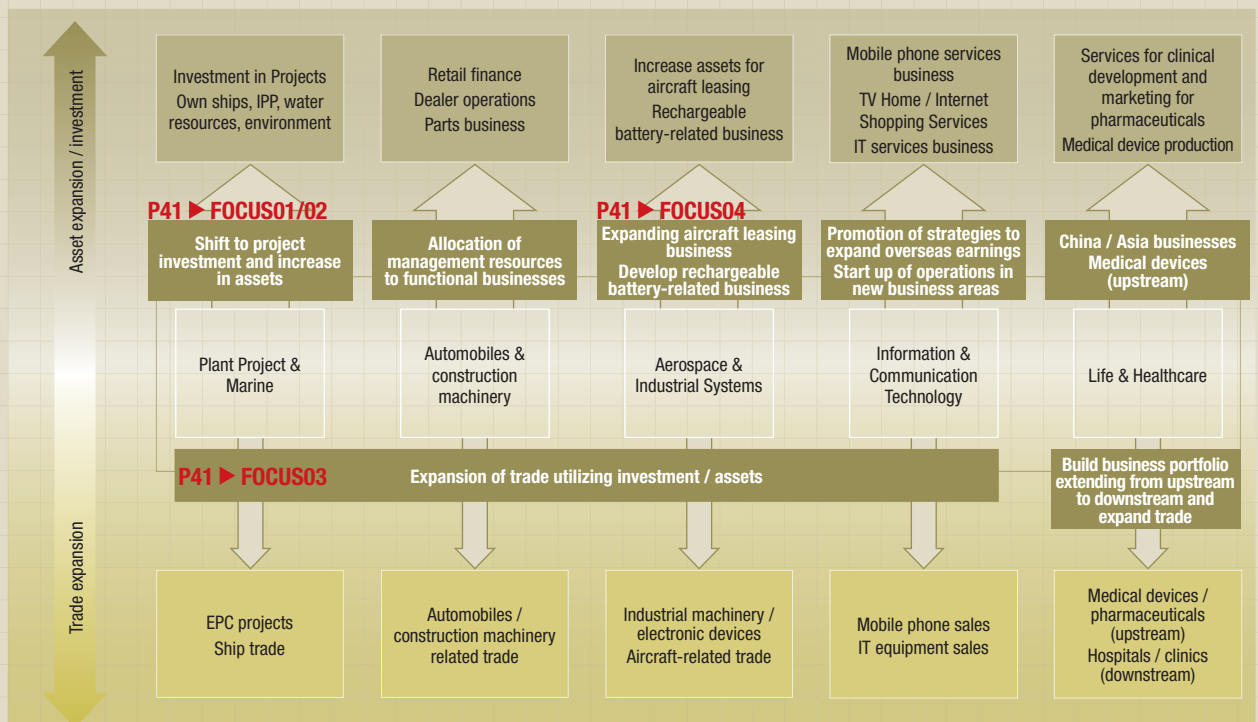 Asset expansion / investment
Investment in Projects
Own ships, IPP, water
resources, environment
Retail finance
Dealer operations
Parts business
Increase assets for
aircraft leasing
Rechargeable
battery-related business
Mobile phone services
business
TV Home / Internet
Shopping Services
IT services business
Services for clinical
development and
marketing for
pharmaceuticals
Medical device production
P41 ▶ FOCUS01/02
P41 ▶ FOCUS04
Shift to project
investment and increase
in assets
Allocation of
management resources
to functional businesses
Expanding aircraft leasing
business
Develop rechargeable
battery-related business
Promotion of strategies to
expand overseas earnings
Start up of operations in
new business areas
China / Asia businesses
Medical devices
(upstream)
Plant Project &
Marine
Automobiles &
construction
machinery
Aerospace &
Industrial Systems
Information &
Communication
Technology
Life & Healthcare
P41 ▶ FOCUS03
Expansion of trade utilizing investment / assets
Build business portfolio
extending from upstream
to downstream and
expand trade
Trade expansion
EPC projects
Ship trade
Automobiles /
construction machinery
related trade
Industrial machinery /
electronic devices
Aircraft-related trade
Mobile phone sales
IT equipment sales
Medical devices /
pharmaceuticals
(upstream)
Hospitals / clinics
(downstream)